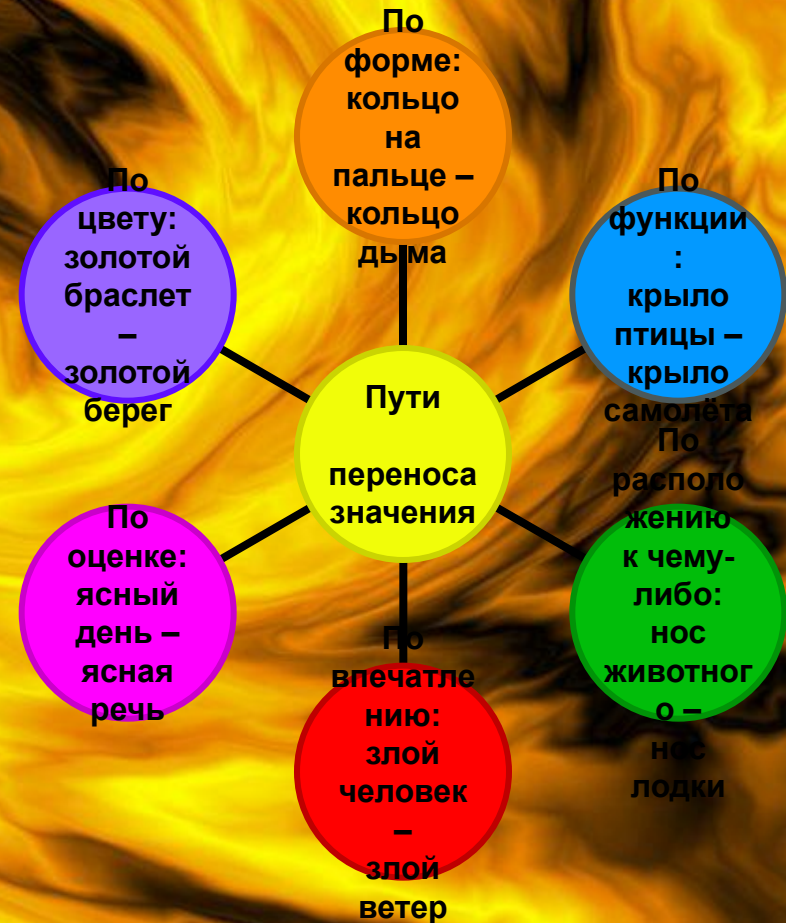 По
форме:
кольцо
на
пальце –
кольцо
дыма
По
функции
:
крыло
птицы –
крыло
самолёта
По
располо
жению
к чему-
либо:
нос
животног
о –
нос
лодки
По
впечатле
нию:
злой
человек
–
злой
ветер
По
оценке:
ясный
день –
ясная
речь
По
цвету:
золотой
браслет
–
золотой
берег
Пути
переноса
значения